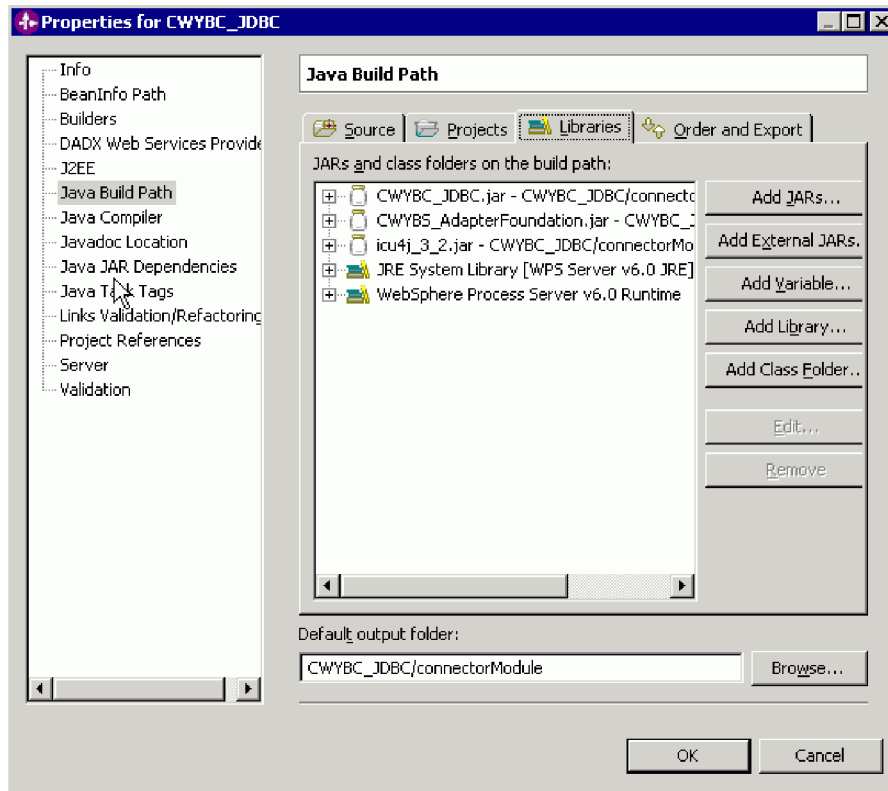 Properties for CWYBC_JDBC
Info
BeanInfo Path
Builders
DADX Web Services Provide
J2EE
Java Build Path
Java Compiler
Javadoc Location
Java JAR Dependencies
Java Task Tags
Links Validation/Refactoring
Project References
Server
Validation
Java Build Path
Source Projects Libraries Order and Export
JARs and class folders on the build path:
CWYBC_JDBC.jar - CWYBC_JDBC/connecto
CWYBS_AdapterFoundation.jar - CWYBC_J
icu4j_3_2.jar - CWYBC_JDBC/connectorMo
JRE System Library [WPS Server v6.0 JRE]
WebSphere Process Server v6.0 Runtime
Add JARs...
Add External JARs.
Add Variable...
Add Library...
Add Class Folder..
Edit...
Remove
Default output folder:
CWYBC_JDBC/connectorModule
Browse...
OK Cancel